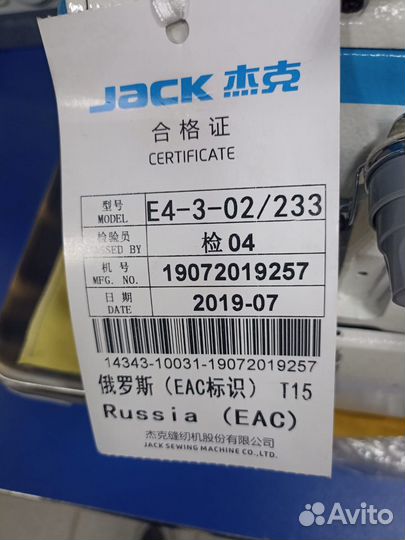 JACK 杰克
合格证
CERTIFICATE
型号 MODEL E4-3-02/233
检验员 SSED BY 检 04
机 号 MFG. NO. 19072019257
日 期 DATE 2019-07
14343-10031-19072019257
俄罗斯（EAC标识） T15
Russia (EAC)
杰克缝纫机股份有限公司
JACK SEWING MACHINE CO.,LTD.
Avito